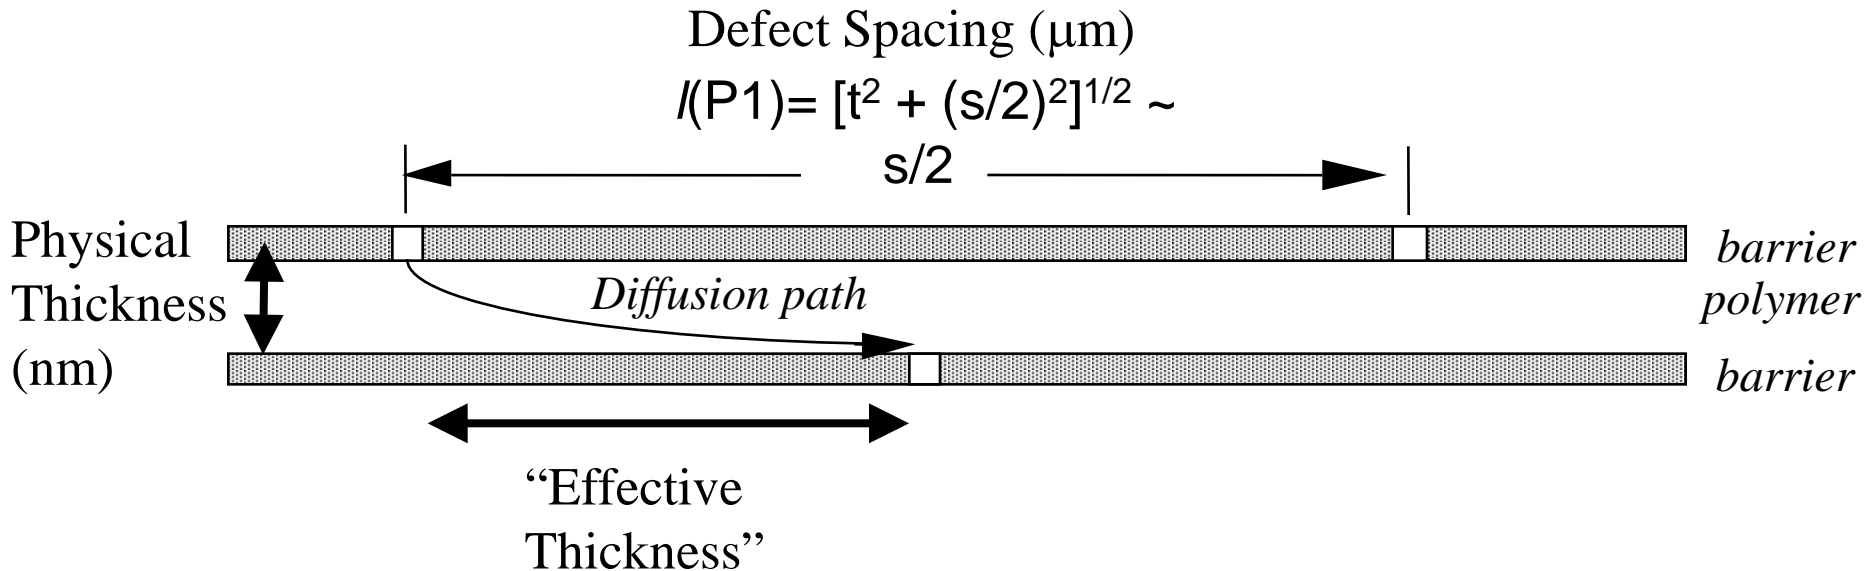 Defect Spacing (μm)
l(P1)= [t² + (s/2)²]¹/² ~
s/2
Physical
Thickness
(nm)
Diffusion path
barrier
polymer
barrier
“Effective
Thickness”